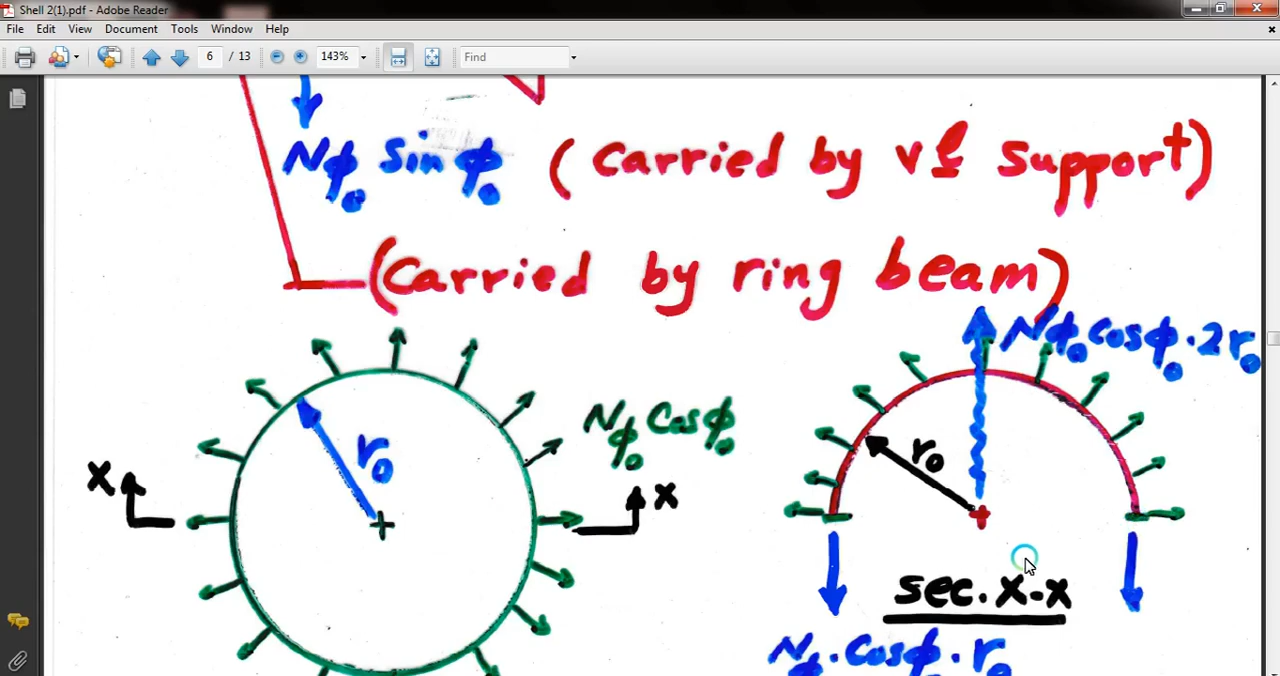 Shell 2(1).pdf - Adobe Reader
File Edit View Document Tools Window Help
6 / 13 143% Find
Nφ₀ sin φ₀ (Carried by vl support)
(Carried by ring beam)
Nφ₀ cosφ₀ . 2r₀
Nφ₀ Cosφ₀
r₀
r₀
X X
sec. X-X
Nφ₀ . Cosφ₀ . r₀